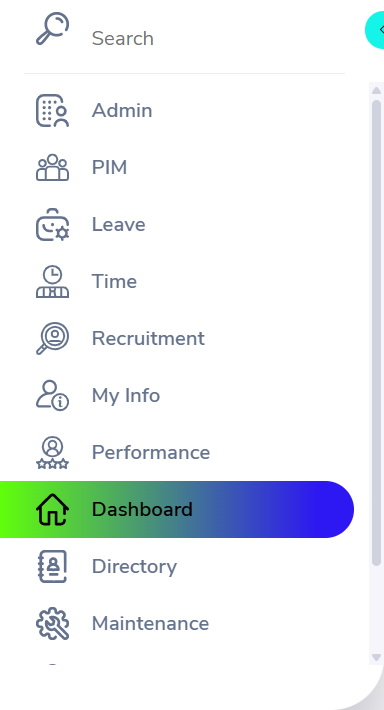 Search
Admin
PIM
Leave
Time
Recruitment
My Info
Performance
Dashboard
Directory
Maintenance